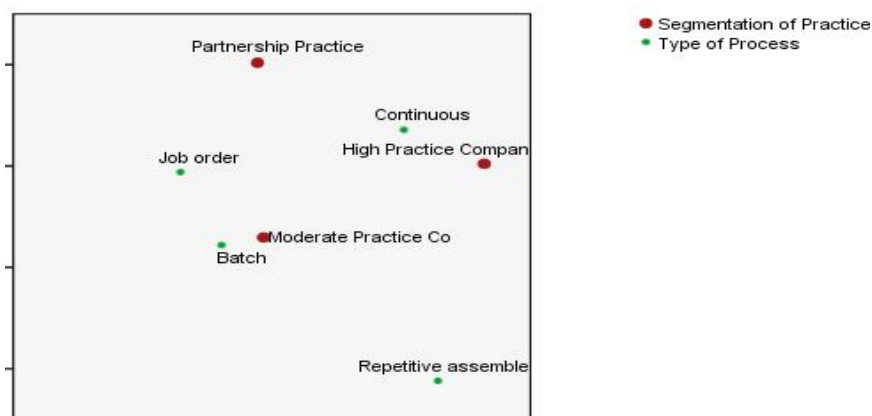 Segmentation of Practice
Type of Process
Partnership Practice
Continuous
High Practice Compan
Job order
Moderate Practice Co
Batch
Repetitive assemble